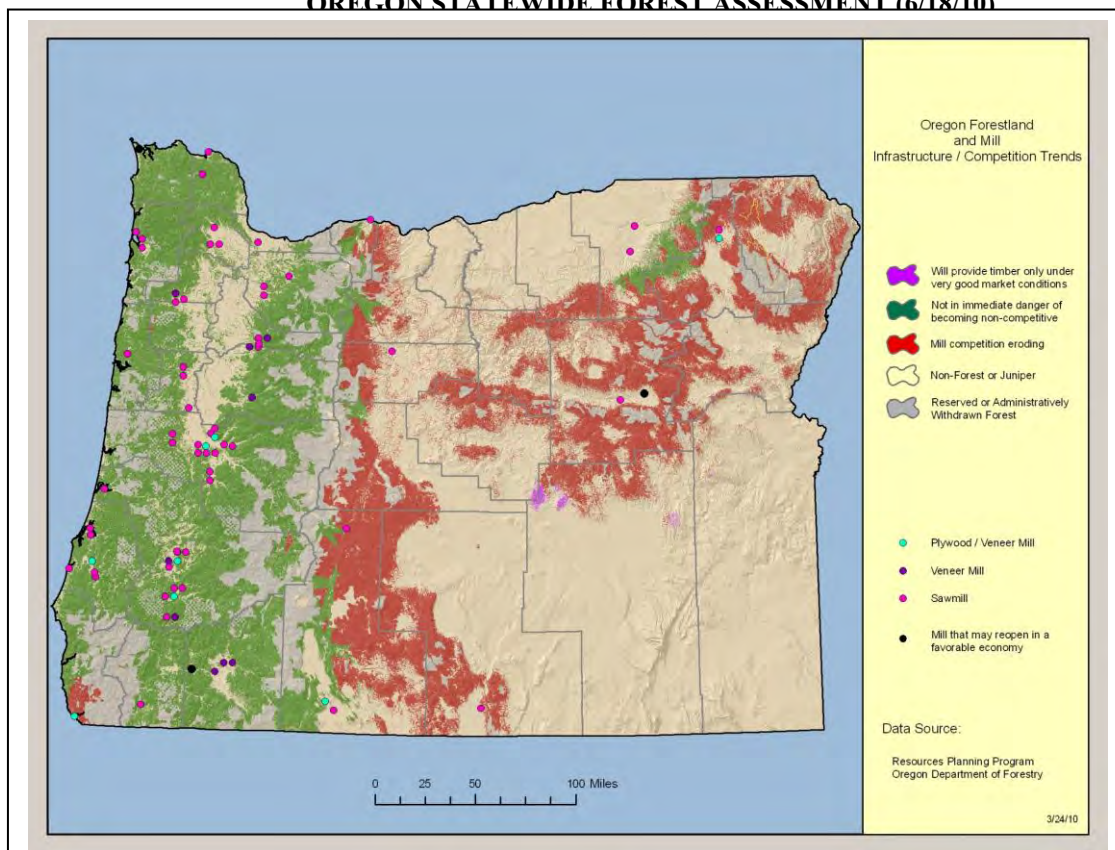 OREGON STATEWIDE FOREST ASSESSMENT (6/18/10)
Oregon Forestland
and Mill
Infrastructure / Competition Trends
Will provide timber only under
very good market conditions
Not in immediate danger of
becoming non-competitive
Mill competition eroding
Non-Forest or Juniper
Reserved or Administratively
Withdrawn Forest
Plywood / Veneer Mill
Veneer Mill
Sawmill
Mill that may reopen in a
favorable economy
Data Source:
Resources Planning Program
Oregon Department of Forestry
3/24/10
0 25 50 100 Miles